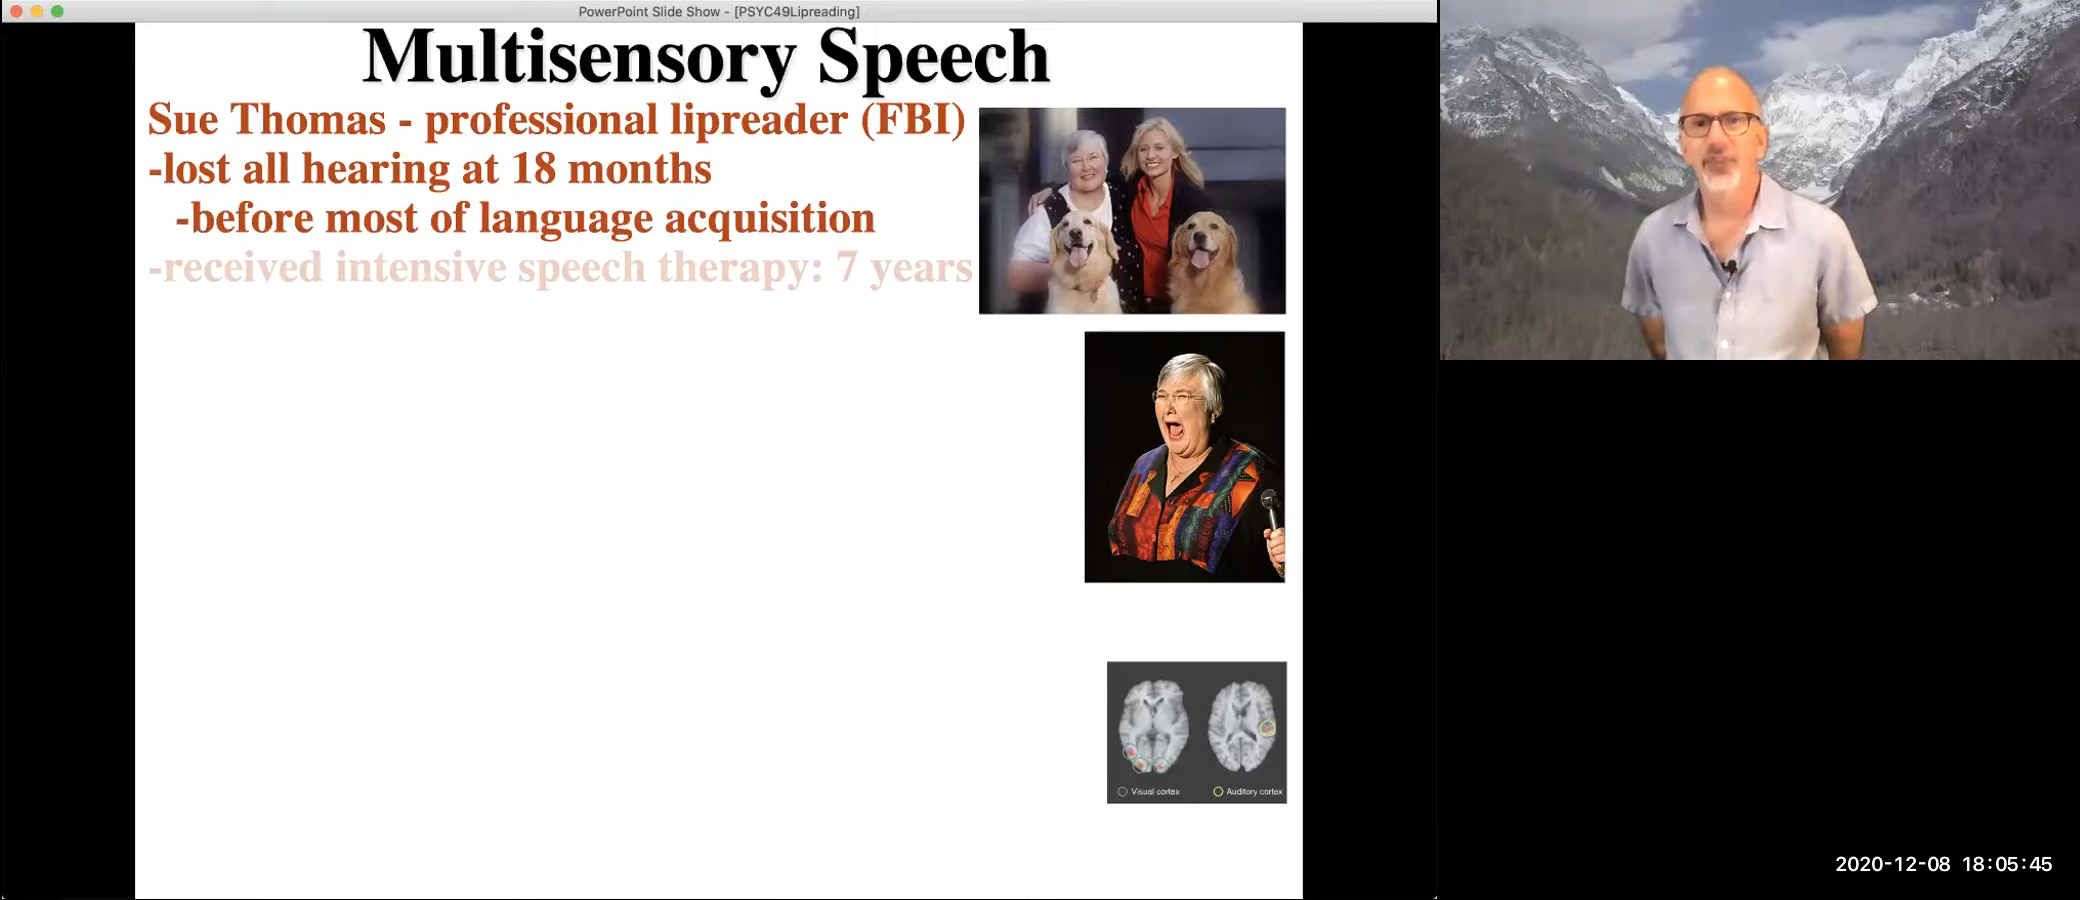 PowerPoint Slide Show - [PSYC49Lipreading]
Multisensory Speech
Sue Thomas - professional lipreader (FBI)
-lost all hearing at 18 months
-before most of language acquisition
-received intensive speech therapy: 7 years
Visual cortex
Auditory cortex
2020-12-08 18:05:45